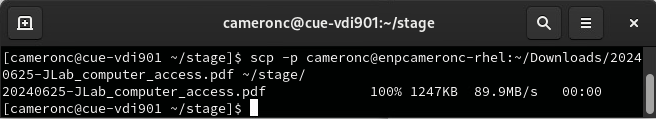 cameronc@cue-vdi901:~/stage
[cameronc@cue-vdi901 ~/stage]$ scp -p cameronc@enpcameronc-rhel:~/Downloads/2024
0625-JLab_computer_access.pdf ~/stage/
20240625-JLab_computer_access.pdf 100% 1247KB 89.9MB/s 00:00
[cameronc@cue-vdi901 ~/stage]$